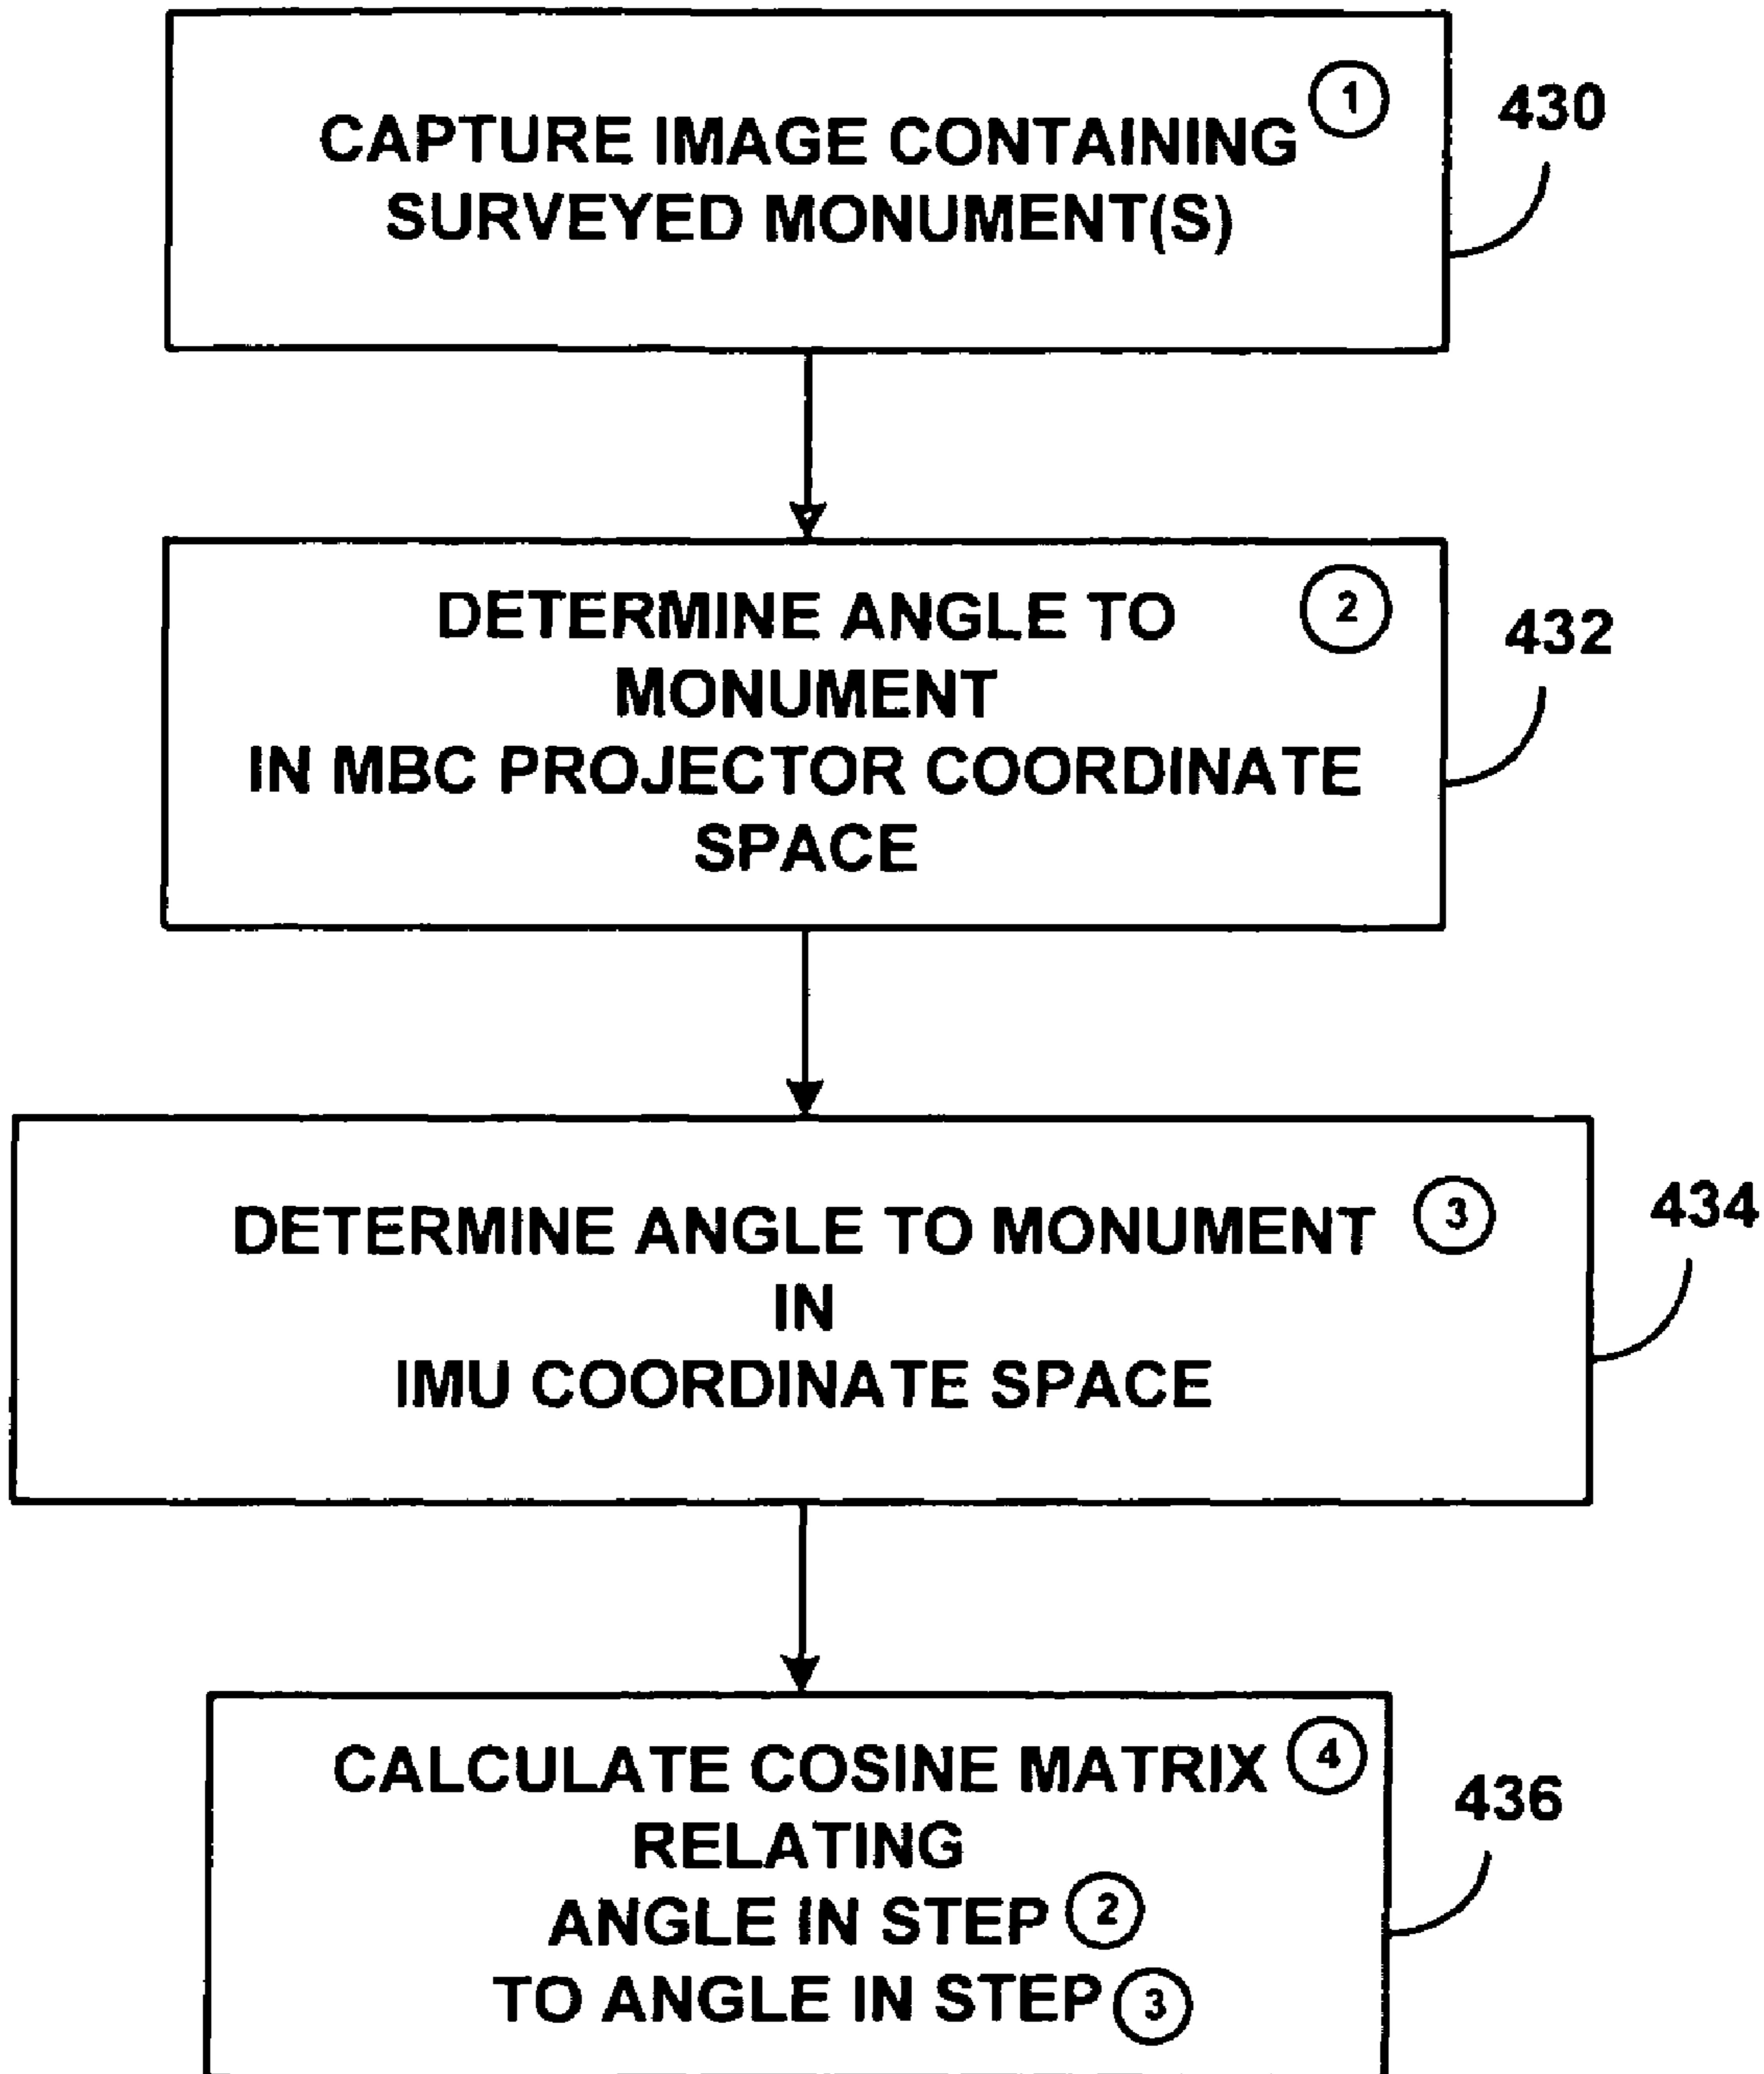 1
CAPTURE IMAGE CONTAINING
SURVEYED MONUMENT(S)
430
2
DETERMINE ANGLE TO
MONUMENT
IN MBC PROJECTOR COORDINATE
SPACE
432
DETERMINE ANGLE TO MONUMENT 3
IN
IMU COORDINATE SPACE
434
CALCULATE COSINE MATRIX 4
RELATING
ANGLE IN STEP 2
TO ANGLE IN STEP 3
436